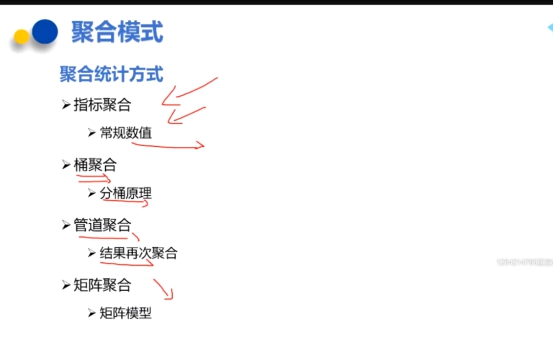 聚合模式
聚合统计方式
指标聚合
常规数值
桶聚合
分桶原理
管道聚合
结果再次聚合
矩阵聚合
矩阵模型